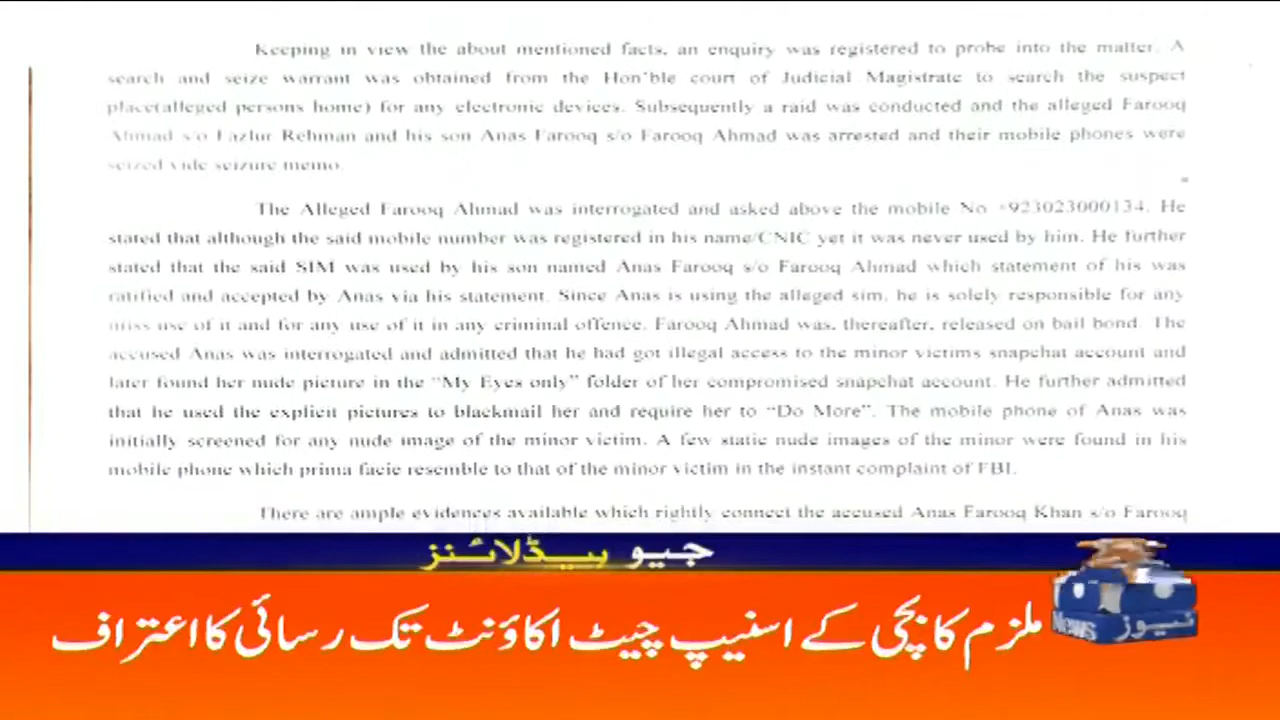 Keeping in view the about mentioned facts, an enquiry was registered to probe into the matter. A
search and seize warrant was obtained from the Hon'ble court of Judicial Magistrate to search the suspect
place(alleged persons home) for any electronic devices. Subsequently a raid was conducted and the alleged Farooq
Ahmad s/o Fazlur Rehman and his son Anas Farooq s/o Farooq Ahmad was arrested and their mobile phones were
seized vide seizure memo.
The Alleged Farooq Ahmad was interrogated and asked above the mobile No +923023000134. He
stated that although the said mobile number was registered in his name/CNIC yet it was never used by him. He further
stated that the said SIM was used by his son named Anas Farooq s/o Farooq Ahmad which statement of his was
ratified and accepted by Anas via his statement. Since Anas is using the alleged sim, he is solely responsible for any
miss use of it and for any use of it in any criminal offence. Farooq Ahmad was, thereafter, released on bail bond. The
accused Anas was interrogated and admitted that he had got illegal access to the minor victims snapchat account and
later found her nude picture in the “My Eyes only” folder of her compromised snapchat account. He further admitted
that he used the explicit pictures to blackmail her and require her to “Do More”. The mobile phone of Anas was
initially screened for any nude image of the minor victim. A few static nude images of the minor were found in his
mobile phone which prima facie resemble to that of the minor victim in the instant complaint of FBI.
There are ample evidences available which rightly connect the accused Anas Farooq Khan s/o Farooq
جیو ہیڈلائنز
ملزم کا بچی کے اسنیپ چیٹ اکاؤنٹ تک رسائی کا اعتراف
News نیوز